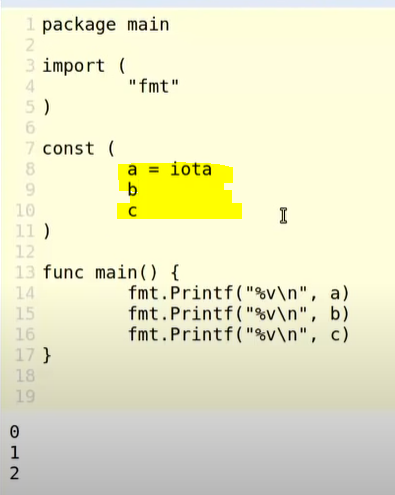 1 package main
2
3 import (
4 "fmt"
5 )
6
7 const (
8 a = iota
9 b
10 c
11 )
12
13 func main() {
14 fmt.Printf("%v\n", a)
15 fmt.Printf("%v\n", b)
16 fmt.Printf("%v\n", c)
17 }
18
19
0
1
2